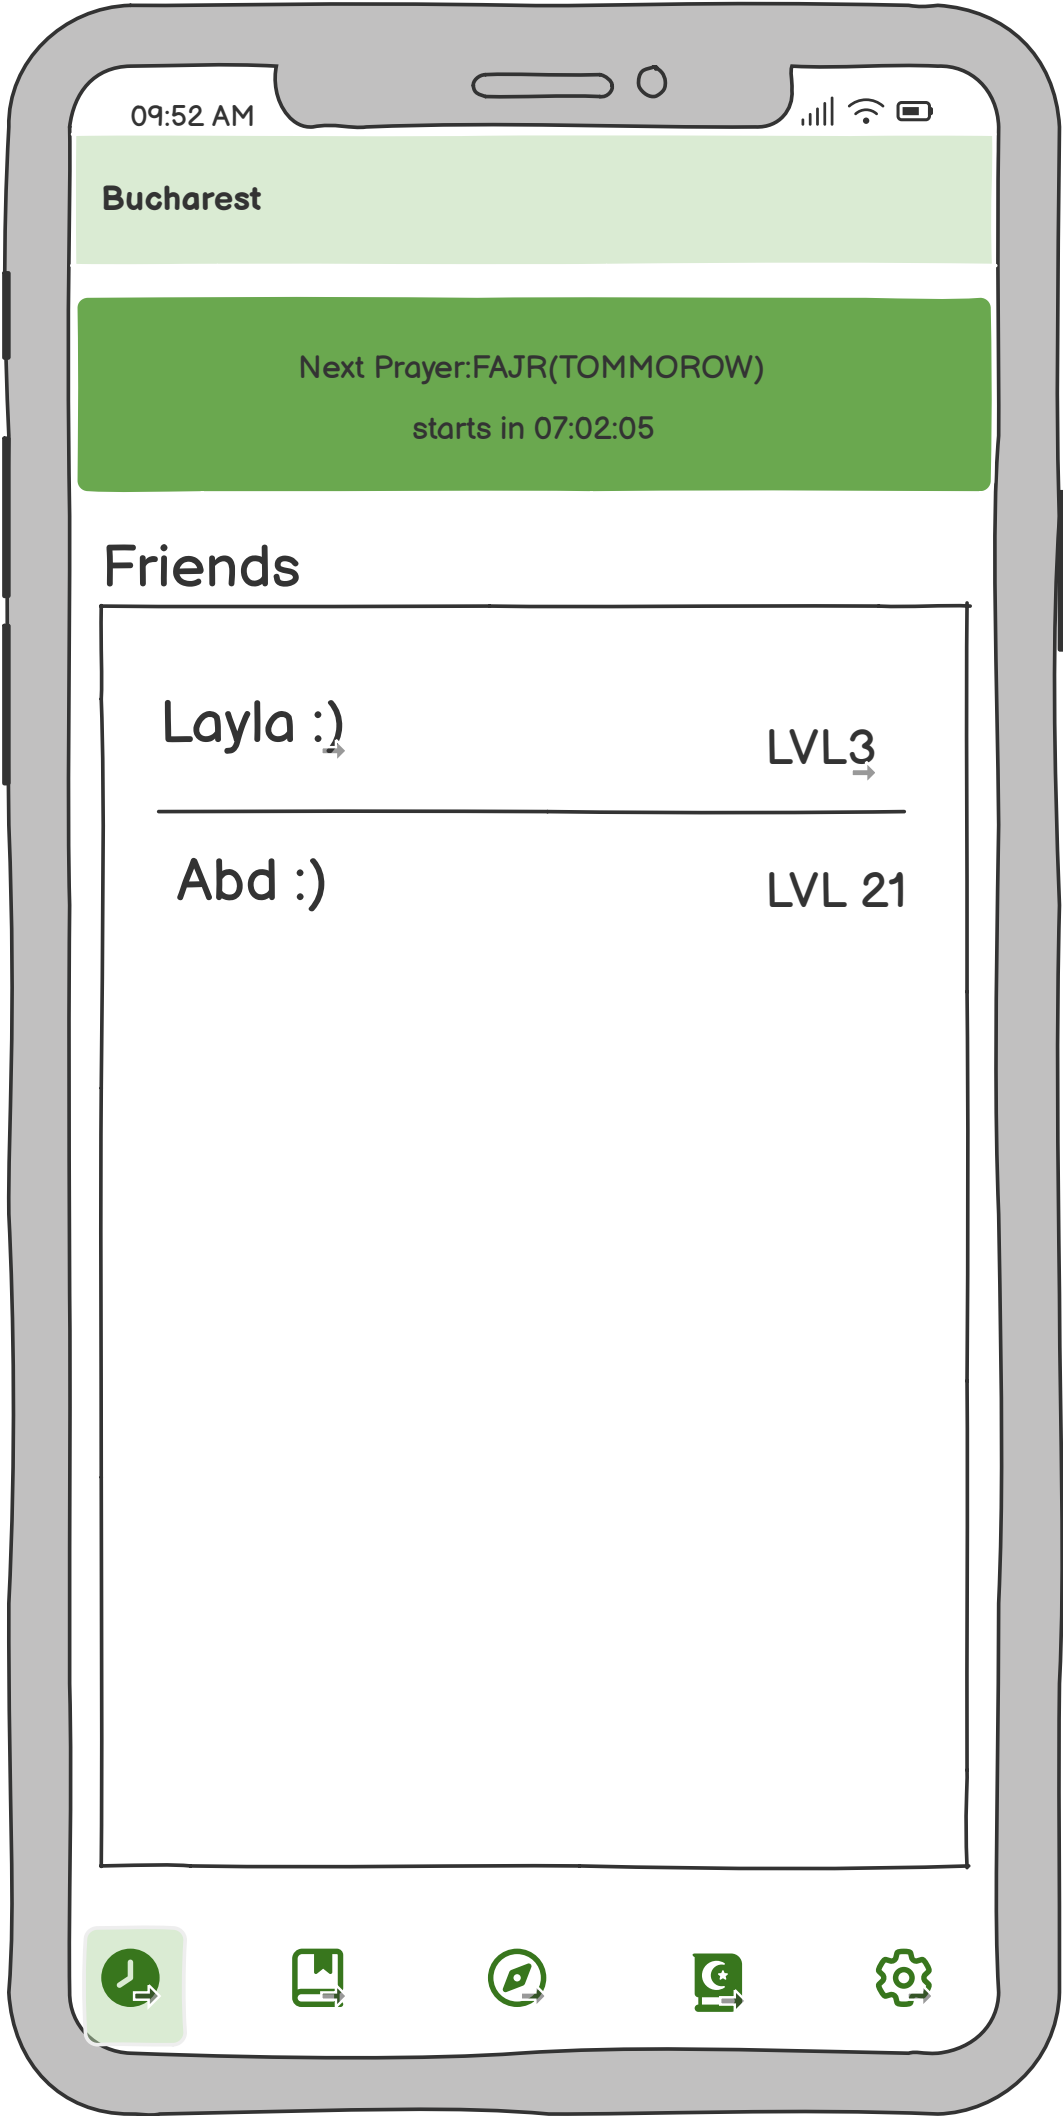 09:52 AM
Bucharest
Next Prayer:FAJR(TOMMOROW)
starts in 07:02:05
Friends
Layla :)
LVL3
Abd :)
LVL 21